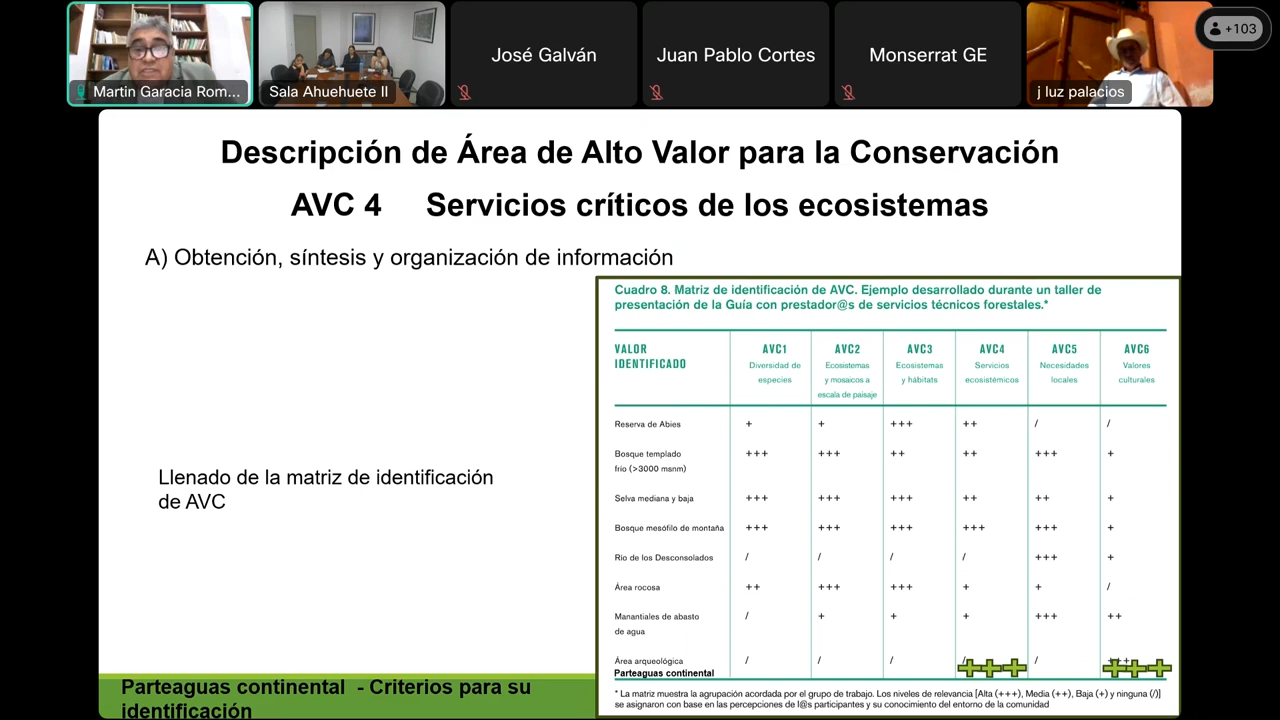 Martin Garacia Rom...
Sala Ahuehuete II
José Galván
Juan Pablo Cortes
Monserrat GE
j luz palacios
+103
Descripción de Área de Alto Valor para la Conservación
AVC 4 Servicios críticos de los ecosistemas
A) Obtención, síntesis y organización de información
Llenado de la matriz de identificación
de AVC
Cuadro 8. Matriz de identificación de AVC. Ejemplo desarrollado durante un taller de
presentación de la Guía con prestador@s de servicios técnicos forestales.*
VALOR IDENTIFICADO AVC1 Diversidad de especies AVC2 Ecosistemas y mosaicos a escala de paisaje AVC3 Ecosistemas y hábitats AVC4 Servicios ecosistémicos AVC5 Necesidades locales AVC6 Valores culturales
Reserva de Abies + + +++ ++ / /
Bosque templado frío (>3000 msnm) +++ +++ ++ ++ +++ +
Selva mediana y baja +++ +++ +++ ++ ++ +
Bosque mesófilo de montaña +++ +++ +++ +++ +++ +
Río de los Desconsolados / / / / +++ +
Área rocosa ++ +++ +++ + + /
Manantiales de abasto de agua / + + + +++ ++
Área arqueológica / / / / / +++
Parteaguas continental
* La matriz muestra la agrupación acordada por el grupo de trabajo. Los niveles de relevancia [Alta (+++), Media (++), Baja (+) y ninguna (/)]
se asignaron con base en las percepciones de l@s participantes y su conocimiento del entorno de la comunidad
Parteaguas continental - Criterios para su
identificación